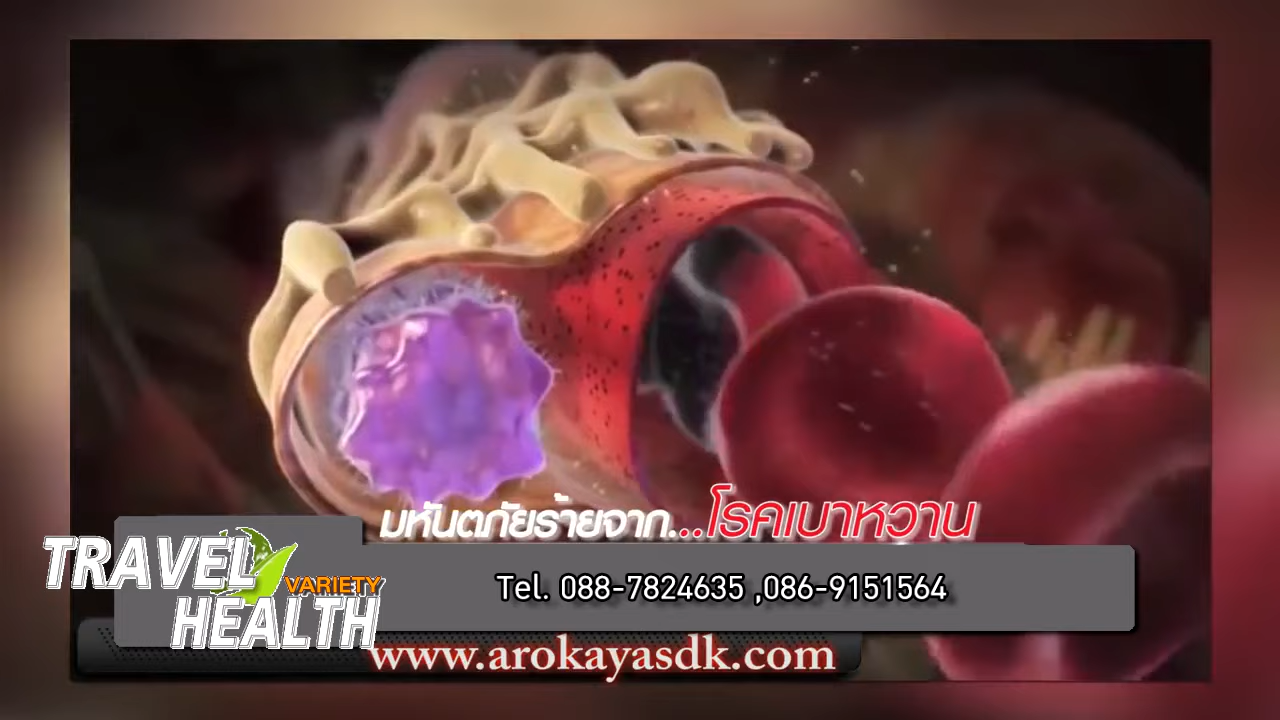 มหันตภัยร้ายจาก...โรคเบาหวาน
TRAVEL
VARIETY
HEALTH
Tel. 088-7824635 ,086-9151564
www.arokayasdk.com